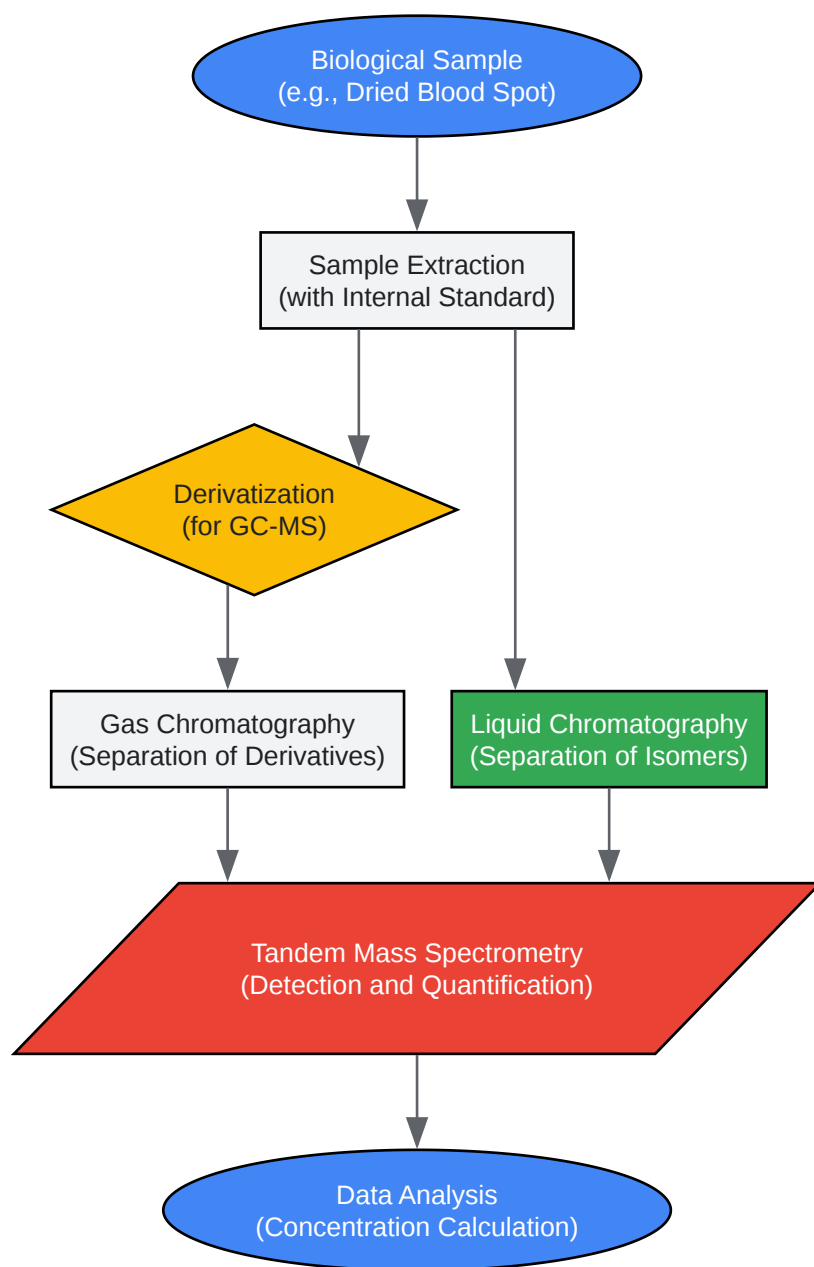 Biological Sample
(e.g., Dried Blood Spot)
Sample Extraction
(with Internal Standard)
Derivatization
(for GC-MS)
Gas Chromatography
(Separation of Derivatives)
Liquid Chromatography
(Separation of Isomers)
Tandem Mass Spectrometry
(Detection and Quantification)
Data Analysis
(Concentration Calculation)